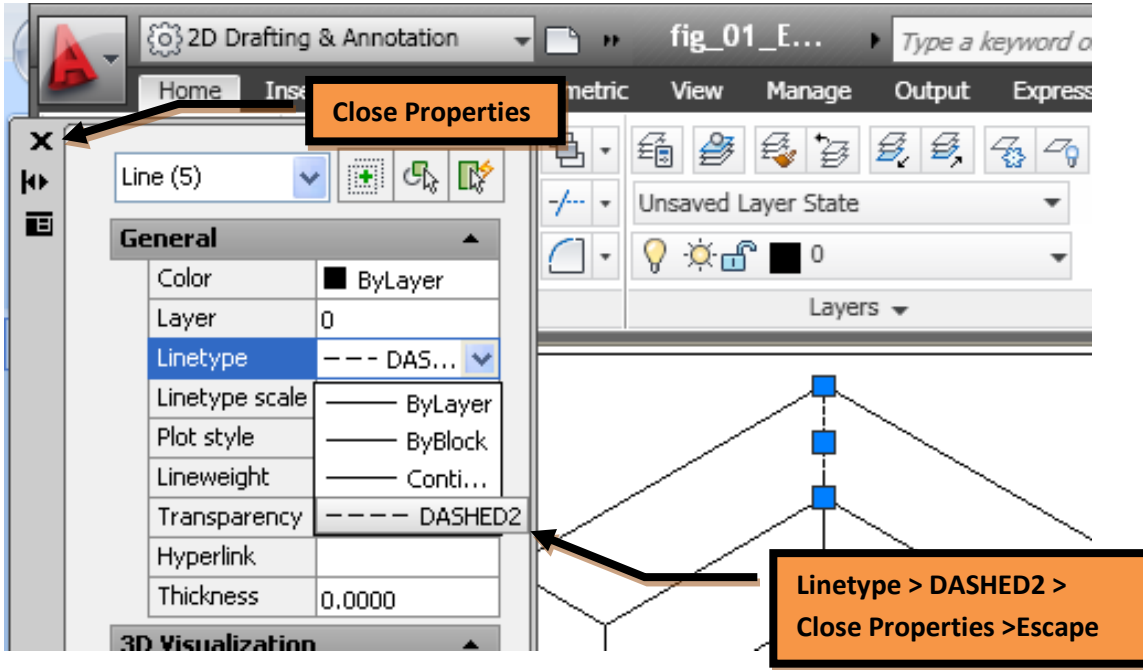 2D Drafting & Annotation fig_01_E... Type a keyword o
Home Inse metric View Manage Output Express
Close Properties
Line (5)
Unsaved Layer State
General
0
Color ByLayer
Layer 0
Layers
Linetype DAS...
Linetype scale ByLayer
Plot style ByBlock
Lineweight Conti...
Transparency DASHED2
Hyperlink
Thickness 0.0000
3D Visualization
Linetype > DASHED2 >
Close Properties >Escape